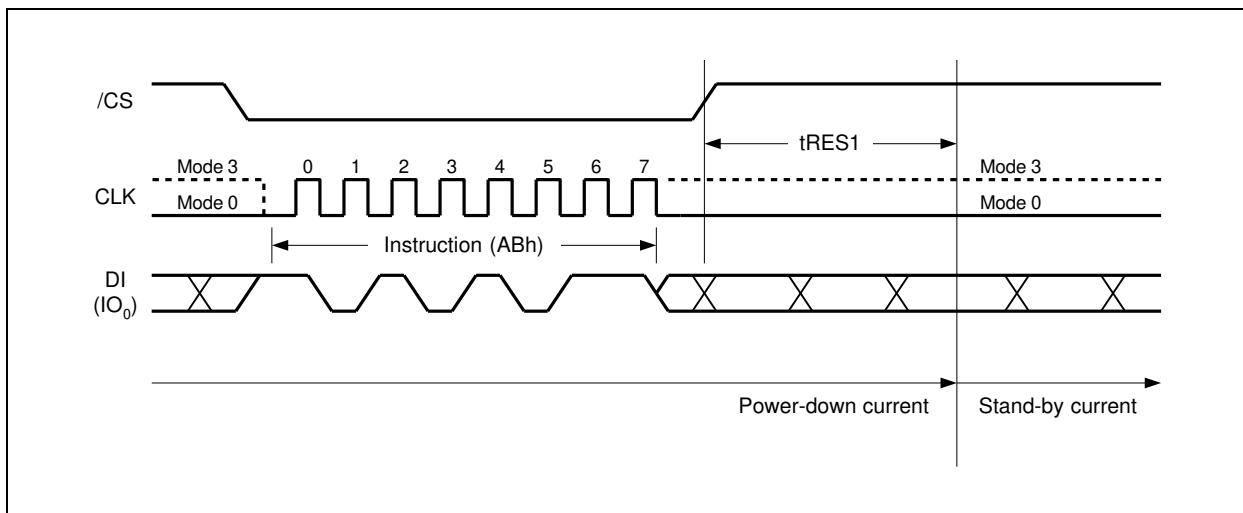 /CS
tRES1
Mode 3 0 1 2 3 4 5 6 7 Mode 3
CLK
Mode 0 Mode 0
Instruction (ABh)
DI
(IO₀)
Power-down current Stand-by current